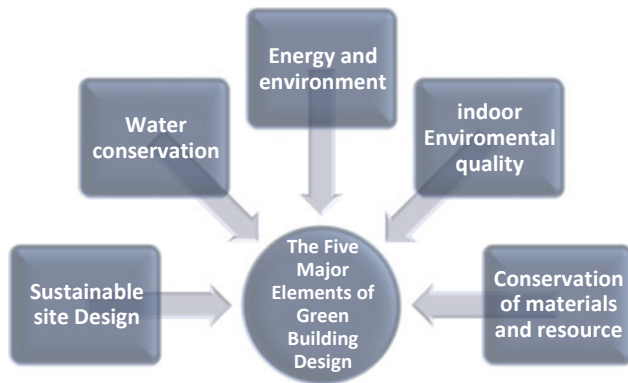 Energy and
environment
Water
conservation
indoor
Enviromental
quality
Sustainable
site Design
The Five
Major
Elements of
Green
Building
Design
Conservation
of materials
and resource